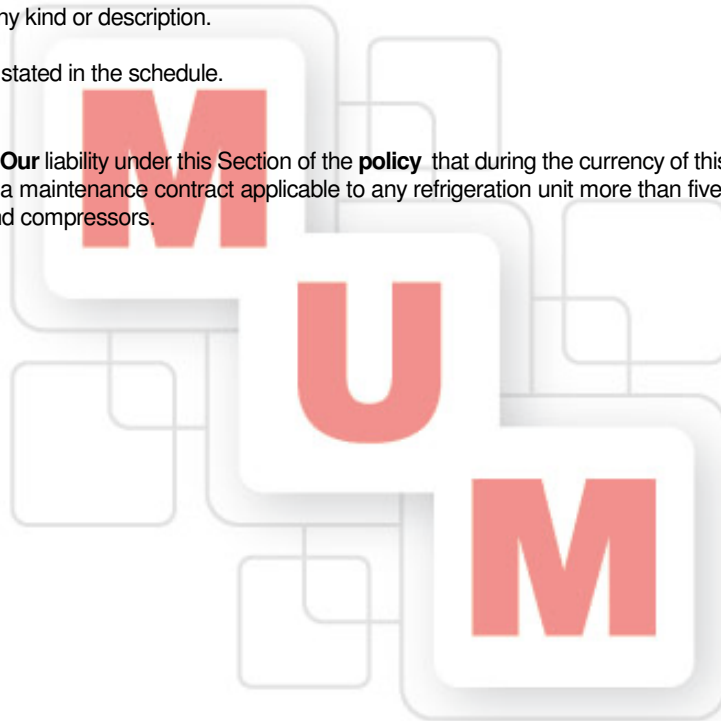 ny kind or description.
stated in the schedule.
Our liability under this Section of the policy that during the currency of this
a maintenance contract applicable to any refrigeration unit more than five
nd compressors.
M
U
M